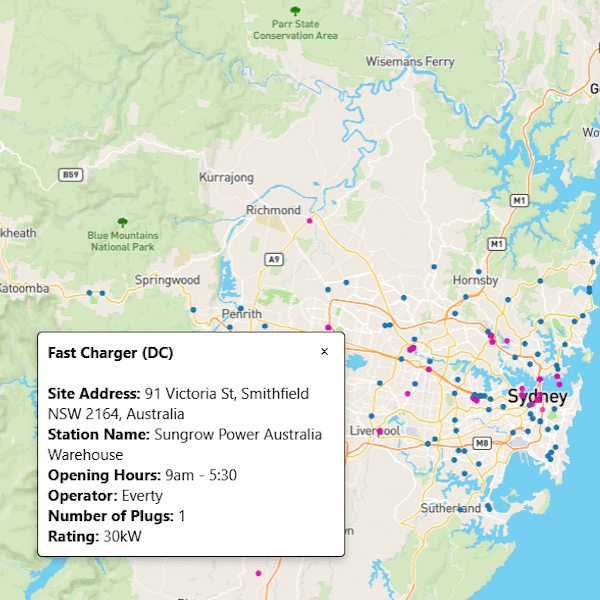 Parr State
Conservation Area
Wisemans Ferry
G
Wo
B59
Kurrajong
M1
Richmond
Blue Mountains
National Park
kheath
M1
A9
Katoomba
Springwood
Hornsby
Penrith
Fast Charger (DC)
×
Site Address: 91 Victoria St, Smithfield
NSW 2164, Australia
Station Name: Sungrow Power Australia
Warehouse
Opening Hours: 9am - 5:30
Operator: Everty
Number of Plugs: 1
Rating: 30kW
Sydney
Liverpool
M8
Sutherland
wn